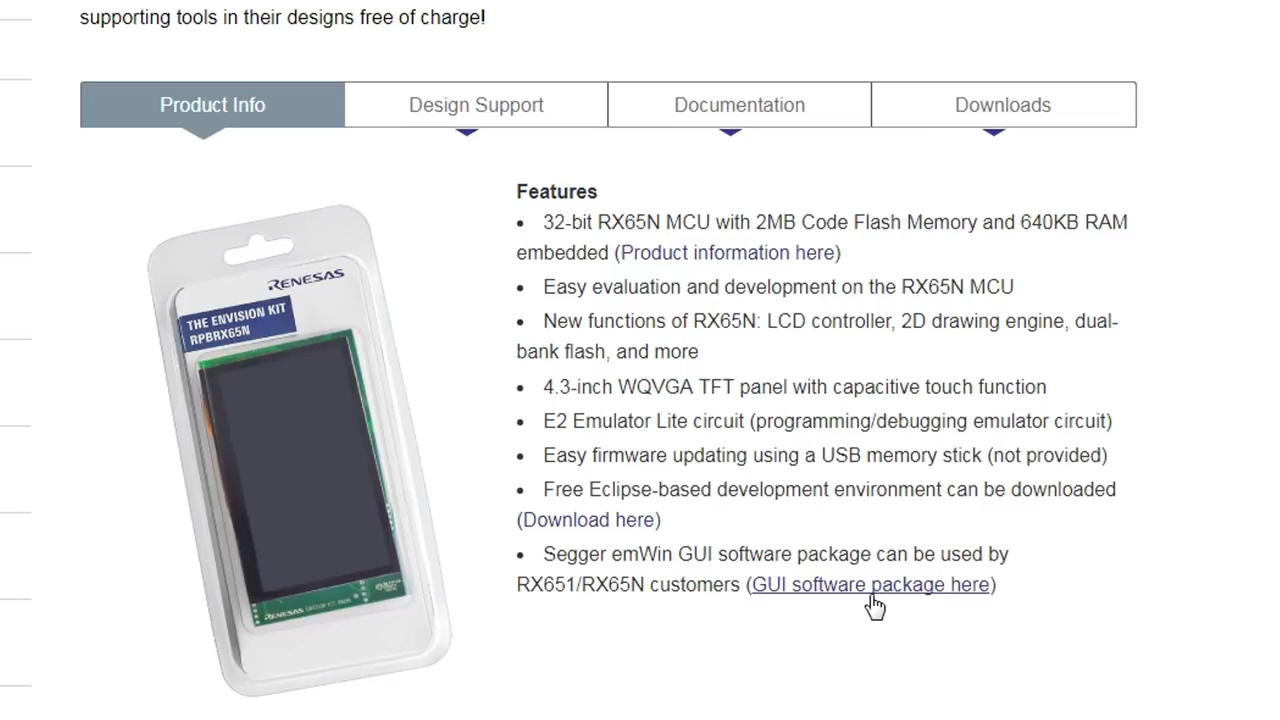 supporting tools in their designs free of charge!
Product Info
Design Support
Documentation
Downloads
RENESAS
THE ENVISION KIT
RPBRX65N
RENESAS
Features
• 32-bit RX65N MCU with 2MB Code Flash Memory and 640KB RAM
embedded (Product information here)
• Easy evaluation and development on the RX65N MCU
• New functions of RX65N: LCD controller, 2D drawing engine, dual-
bank flash, and more
• 4.3-inch WQVGA TFT panel with capacitive touch function
• E2 Emulator Lite circuit (programming/debugging emulator circuit)
• Easy firmware updating using a USB memory stick (not provided)
• Free Eclipse-based development environment can be downloaded
(Download here)
• Segger emWin GUI software package can be used by
RX651/RX65N customers (GUI software package here)